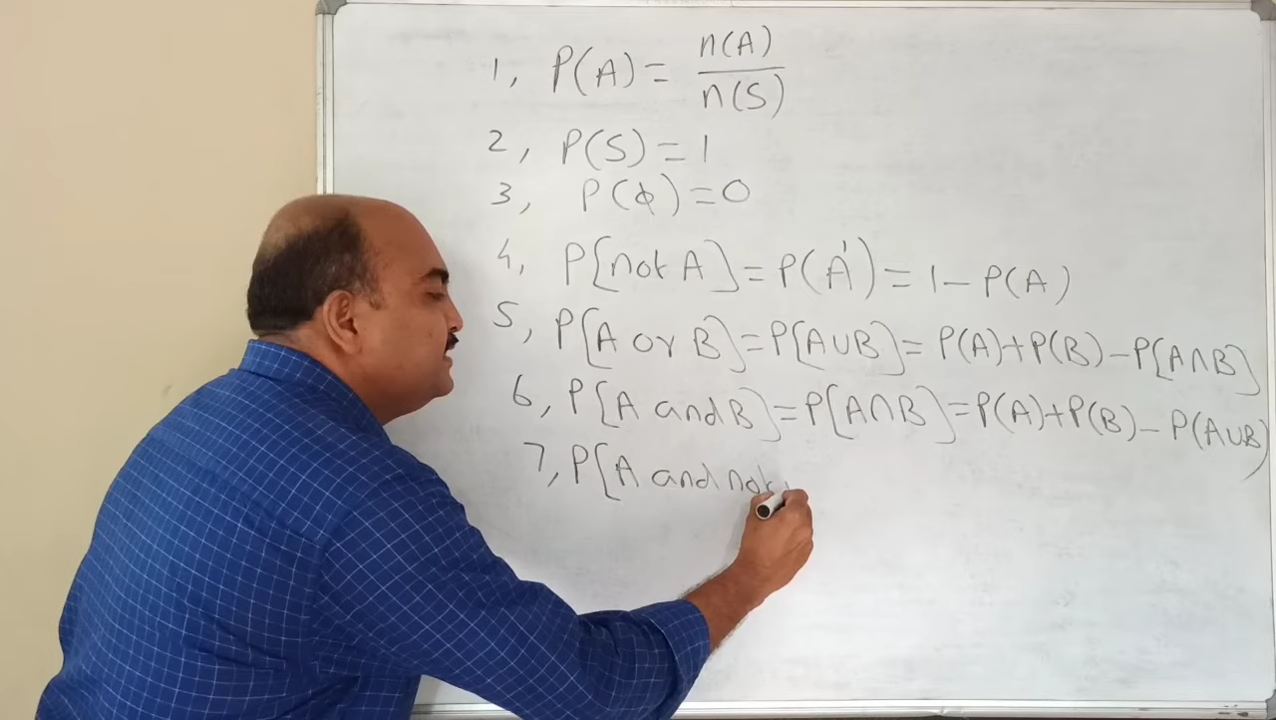 1, P(A) = n(A)/n(S)
2, P(S) = 1
3, P(ϕ) = 0
4, P[not A] = P(A') = 1 - P(A)
5, P[A or B] = P[A∪B] = P(A)+P(B) - P[A∩B]
6, P[A and B] = P[A∩B] = P(A)+P(B) - P(A∪B)
7, P[A and not